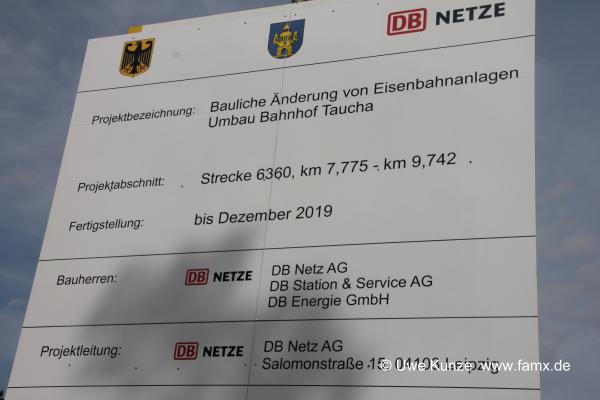 DB NETZE
Projektbezeichnung: Bauliche Änderung von Eisenbahnanlagen
Umbau Bahnhof Taucha
Projektabschnitt: Strecke 6360, km 7,775 - km 9,742
Fertigstellung: bis Dezember 2019
Bauherren: DB NETZE DB Netz AG
DB Station & Service AG
DB Energie GmbH
Projektleitung: DB NETZE DB Netz AG
Salomonstraße 15, Leipzig
© Uwe Kunze www.famx.de